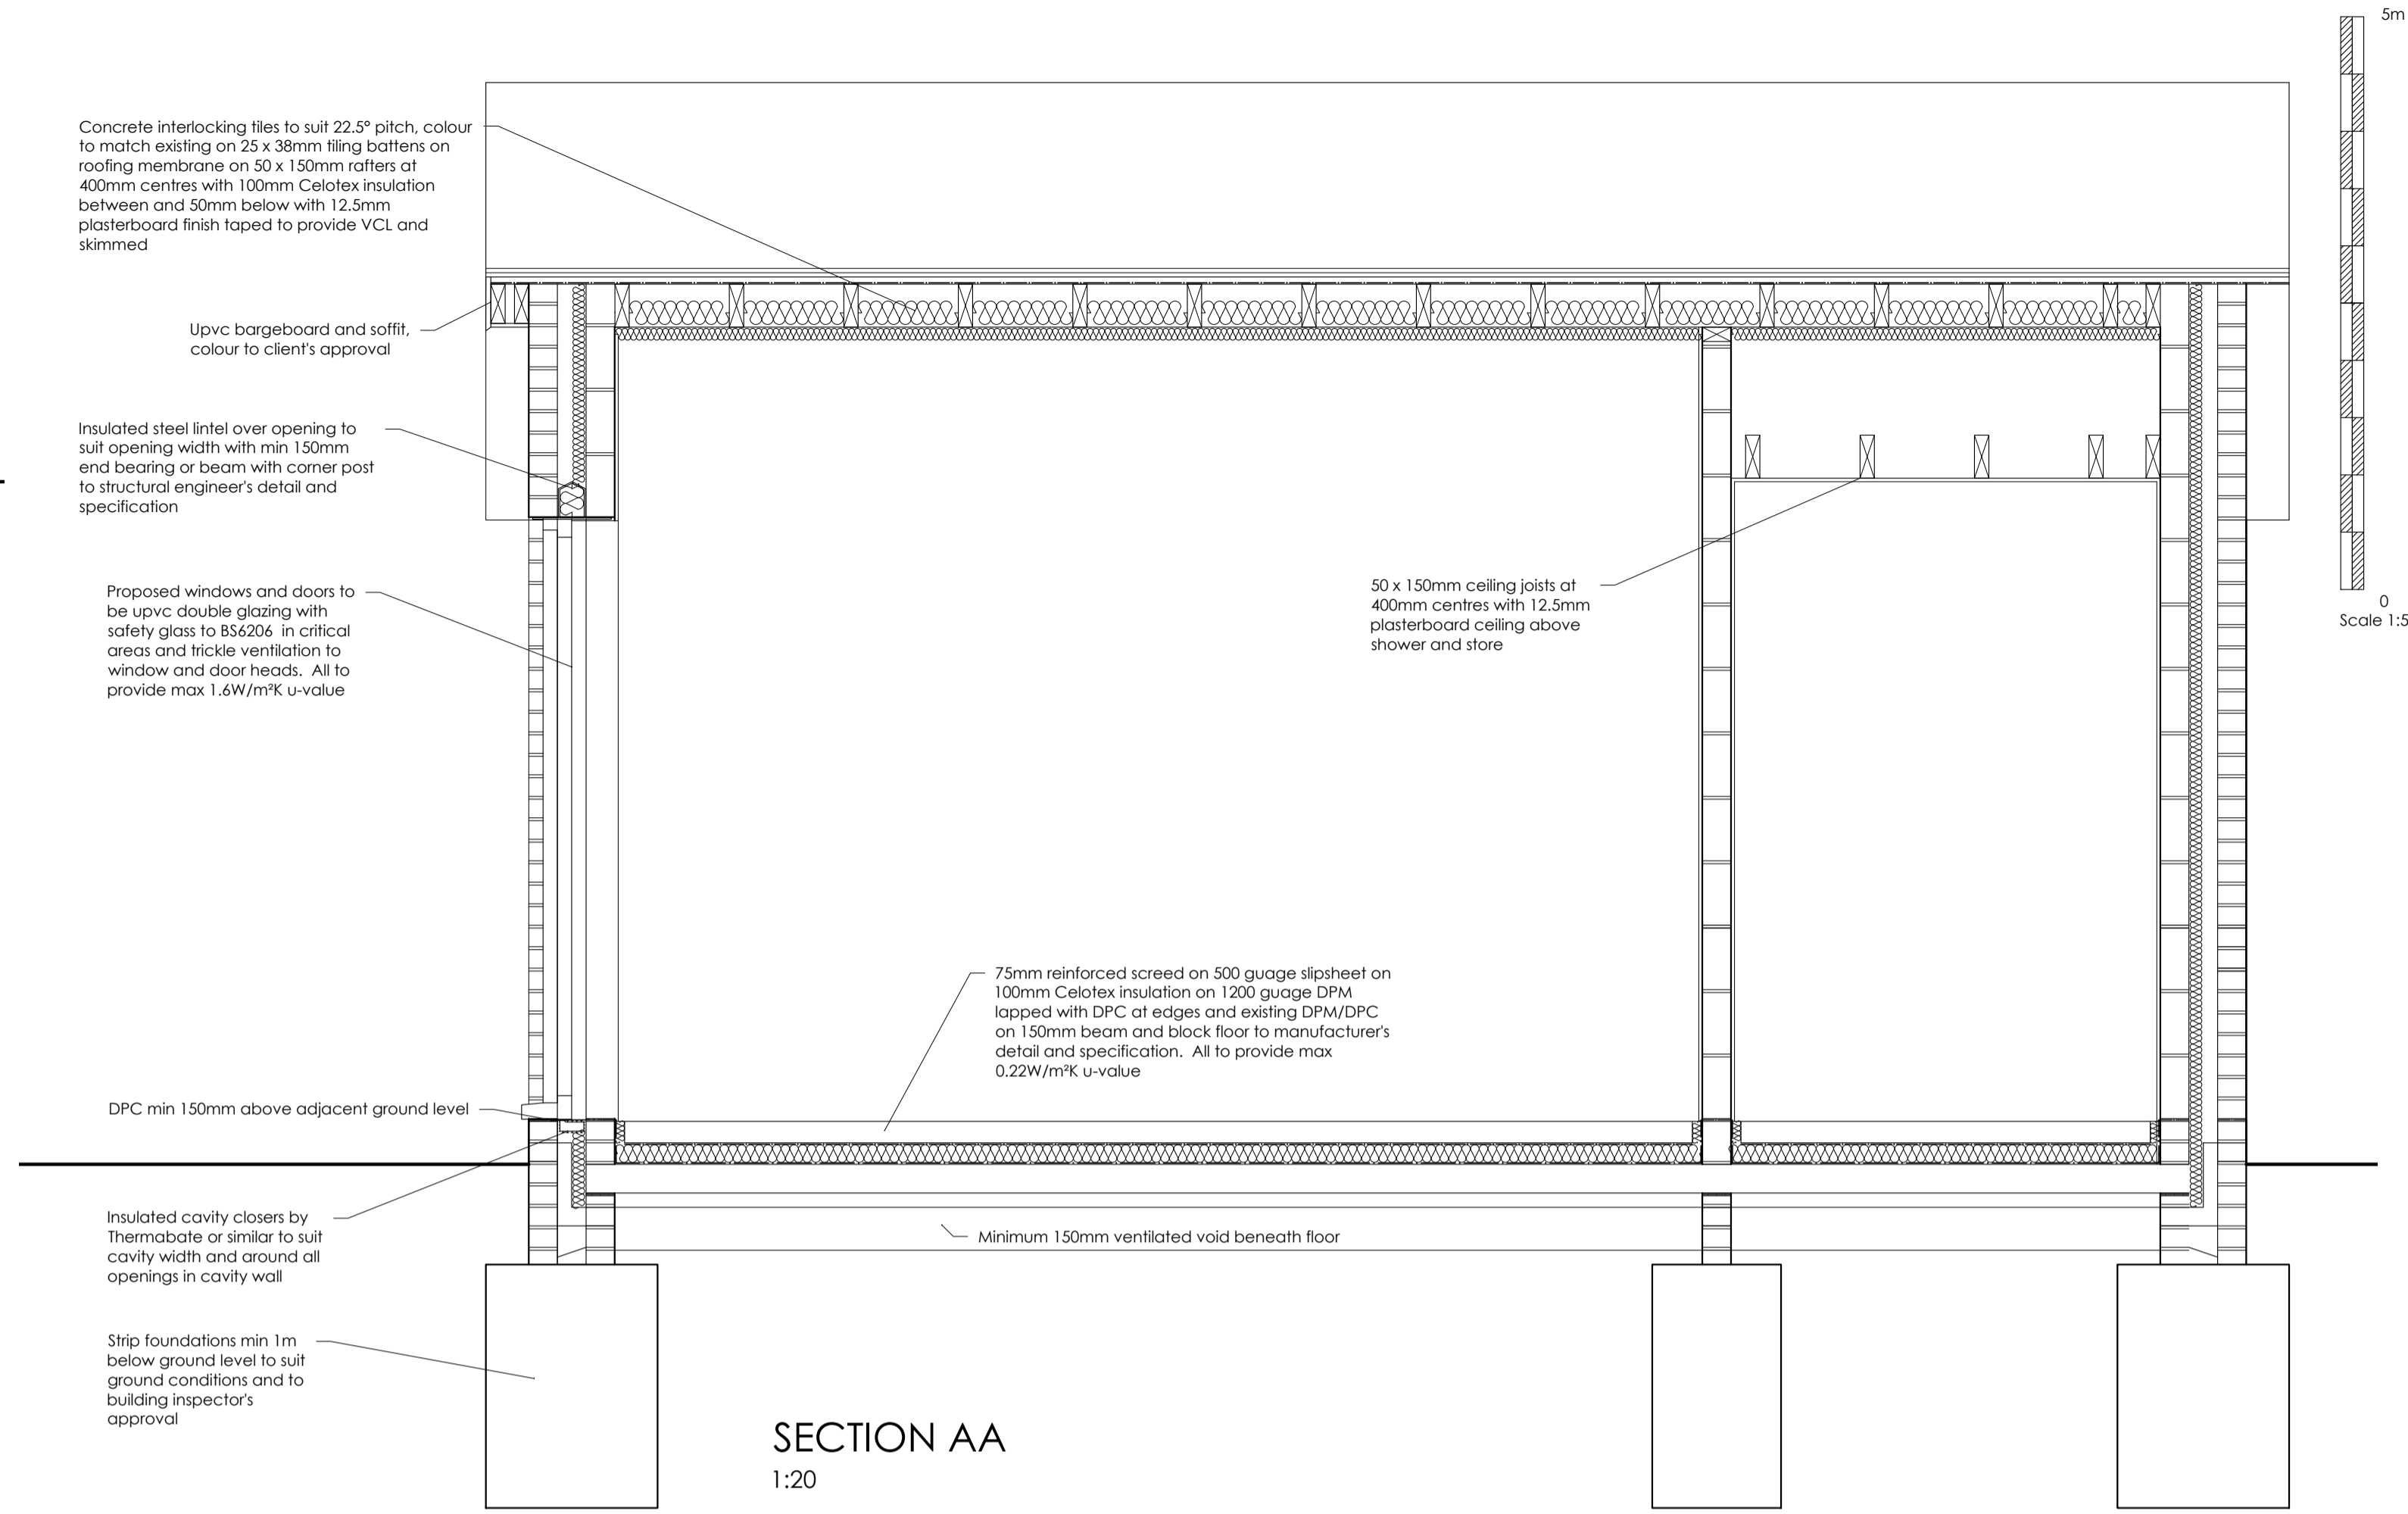 5m
Concrete interlocking tiles to suit 22.5° pitch, colour
to match existing on 25 x 38mm tiling battens on
roofing membrane on 50 x 150mm rafters at
400mm centres with 100mm Celotex insulation
between and 50mm below with 12.5mm
plasterboard finish taped to provide VCL and
skimmed
Upvc bargeboard and soffit,
colour to client's approval
Insulated steel lintel over opening to
suit opening width with min 150mm
end bearing or beam with corner post
to structural engineer's detail and
specification
Proposed windows and doors to
be upvc double glazing with
safety glass to BS6206 in critical
areas and trickle ventilation to
window and door heads. All to
provide max 1.6W/m²K u-value
50 x 150mm ceiling joists at
400mm centres with 12.5mm
plasterboard ceiling above
shower and store
0
Scale 1:5
75mm reinforced screed on 500 guage slipsheet on
100mm Celotex insulation on 1200 guage DPM
lapped with DPC at edges and existing DPM/DPC
on 150mm beam and block floor to manufacturer's
detail and specification. All to provide max
0.22W/m²K u-value
DPC min 150mm above adjacent ground level
Insulated cavity closers by
Thermabate or similar to suit
cavity width and around all
openings in cavity wall
Minimum 150mm ventilated void beneath floor
Strip foundations min 1m
below ground level to suit
ground conditions and to
building inspector's
approval
SECTION AA
1:20